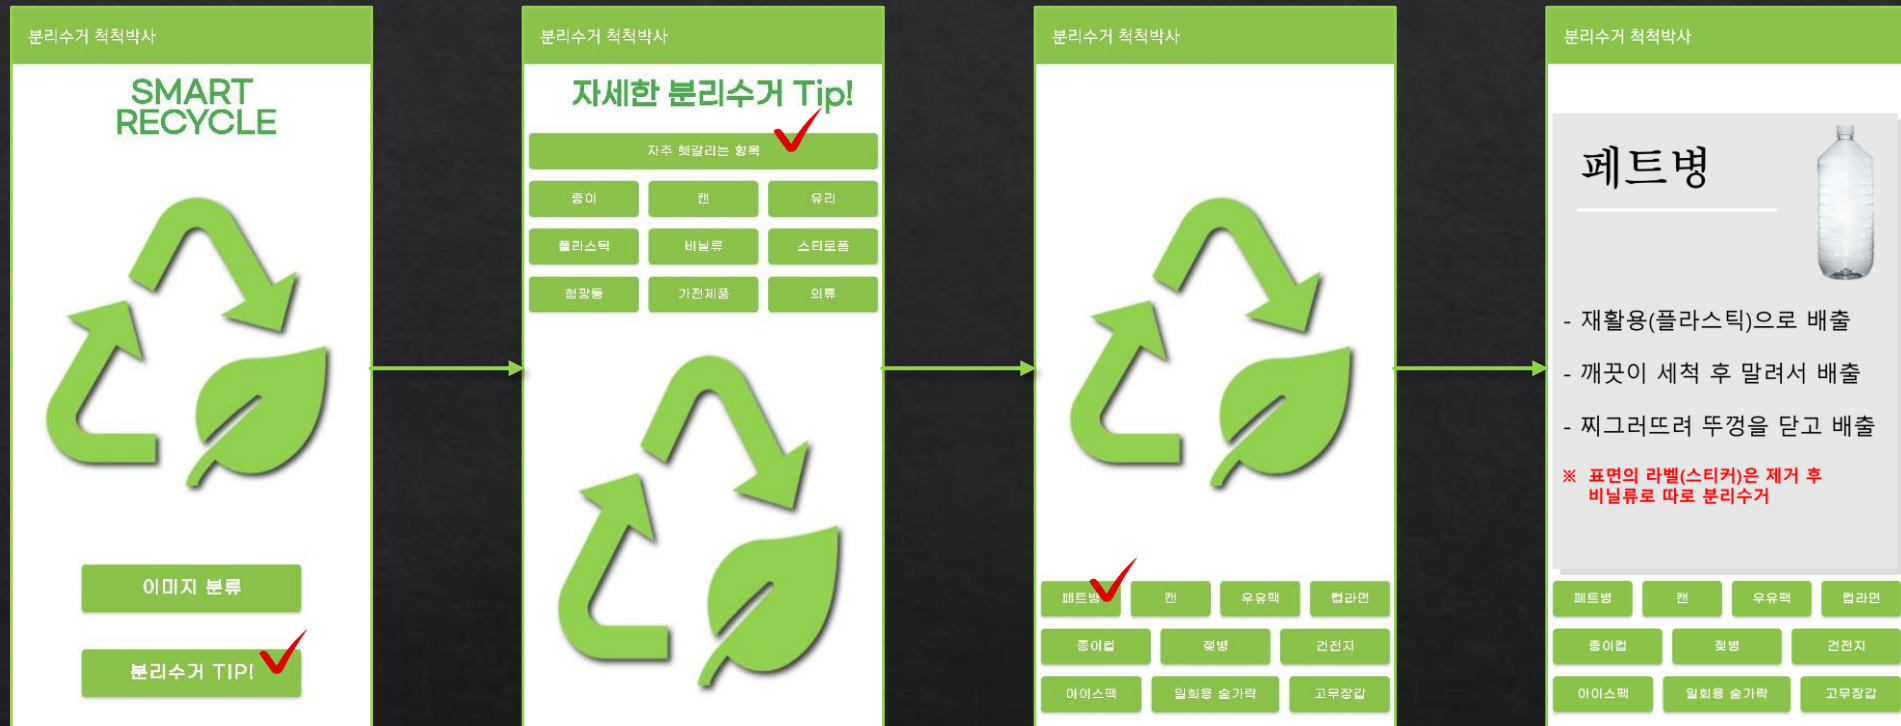 분리수거 척척박사
SMART
RECYCLE
이미지 분류
분리수거 TIP!
분리수거 척척박사
자세한 분리수거 Tip!
자주 헷갈리는 항목
종이 캔 유리
플라스틱 비닐류 스티로폼
형광등 가전제품 의류
분리수거 척척박사
페트병 캔 우유팩 컵라면
종이컵 젖병 건전지
아이스팩 일회용 숟가락 고무장갑
분리수거 척척박사
페트병
- 재활용(플라스틱)으로 배출
- 깨끗이 세척 후 말려서 배출
- 찌그러뜨려 뚜껑을 닫고 배출
※ 표면의 라벨(스티커)은 제거 후
비닐류로 따로 분리수거
페트병 캔 우유팩 컵라면
종이컵 젖병 건전지
아이스팩 일회용 숟가락 고무장갑